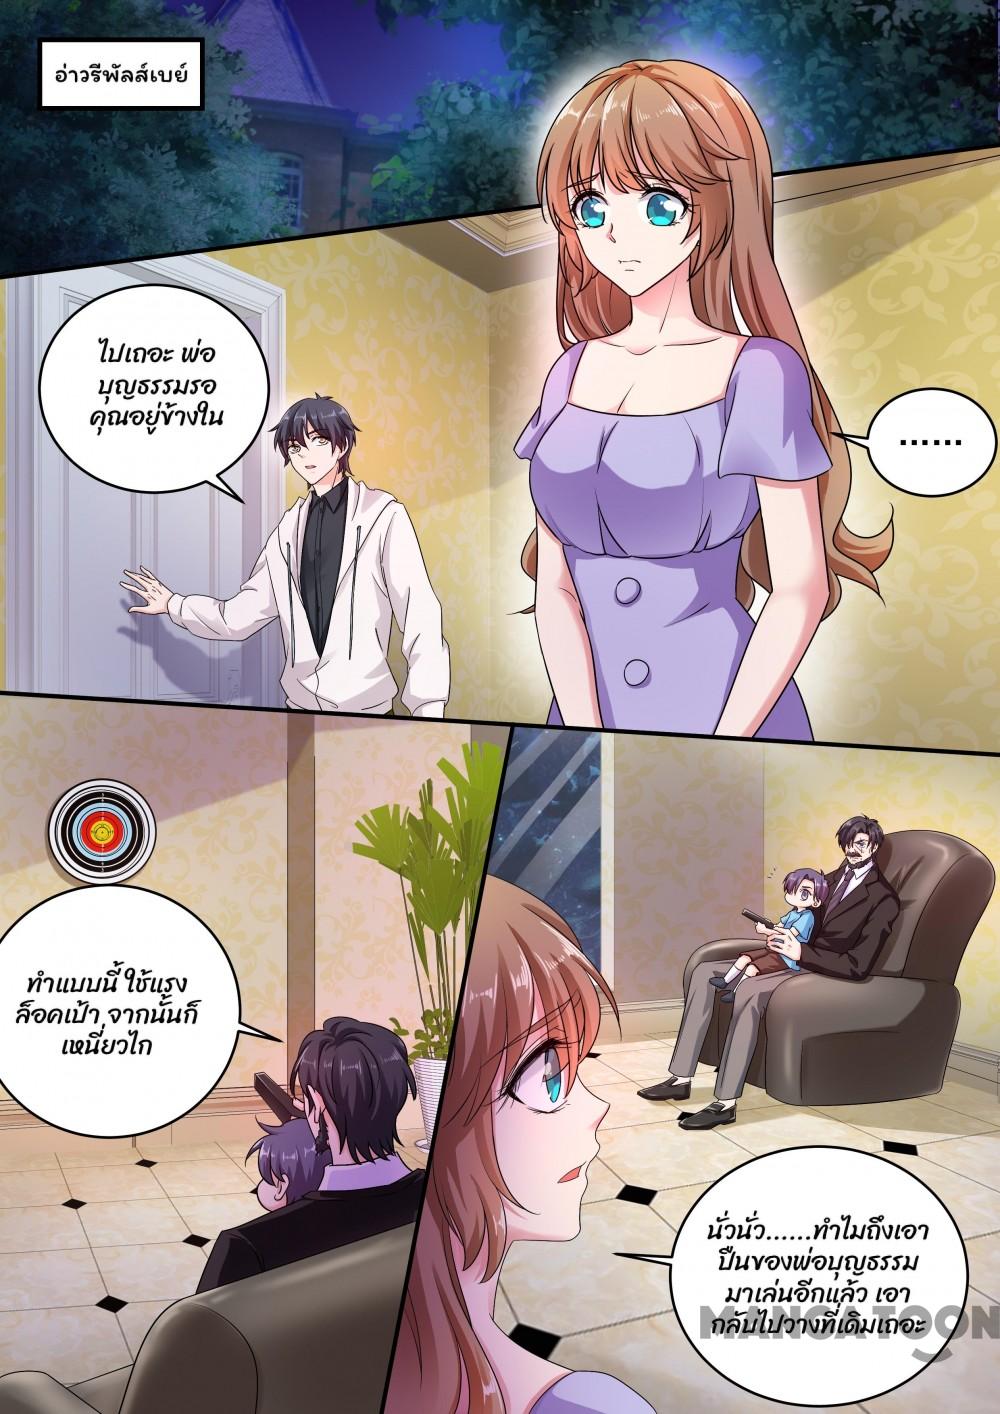 อ่าวรีพัลส์เบย์
ไปเถอะ พ่อ
บุญธรรมรอ
คุณอยู่ข้างใน
......
ทำแบบนี้ ใช้แรง
ล็อคเป้า จากนั้นก็
เหนี่ยวไก
นั่วนั่ว......ทำไมถึงเอา
ปืนของพ่อบุญธรรม
มาเล่นอีกแล้ว เอา
กลับไปวางที่เดิมเถอะ
MANGATOON